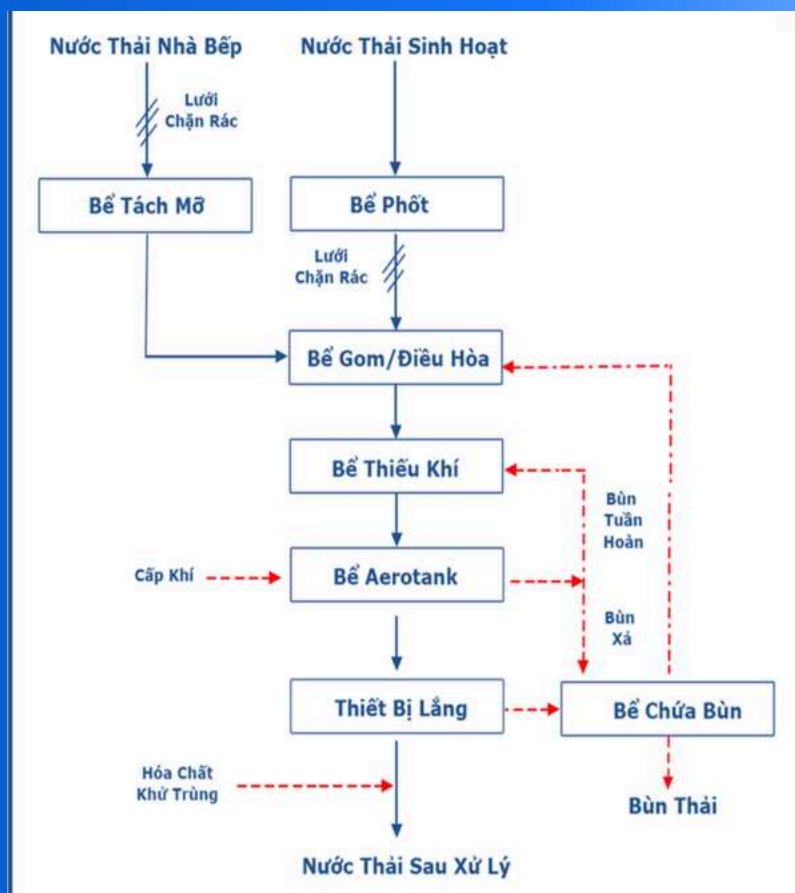 Nước Thải Nhà Bếp
Nước Thải Sinh Hoạt
Lưới
Chặn Rác
Bể Tách Mỡ
Bể Phốt
Lưới
Chặn Rác
Bể Gom/Điều Hòa
Bể Thiếu Khí
Bùn
Tuần
Hoàn
Cấp Khí
Bể Aerotank
Bùn
Xả
Thiết Bị Lắng
Bể Chứa Bùn
Hóa Chất
Khử Trùng
Bùn Thải
Nước Thải Sau Xử Lý